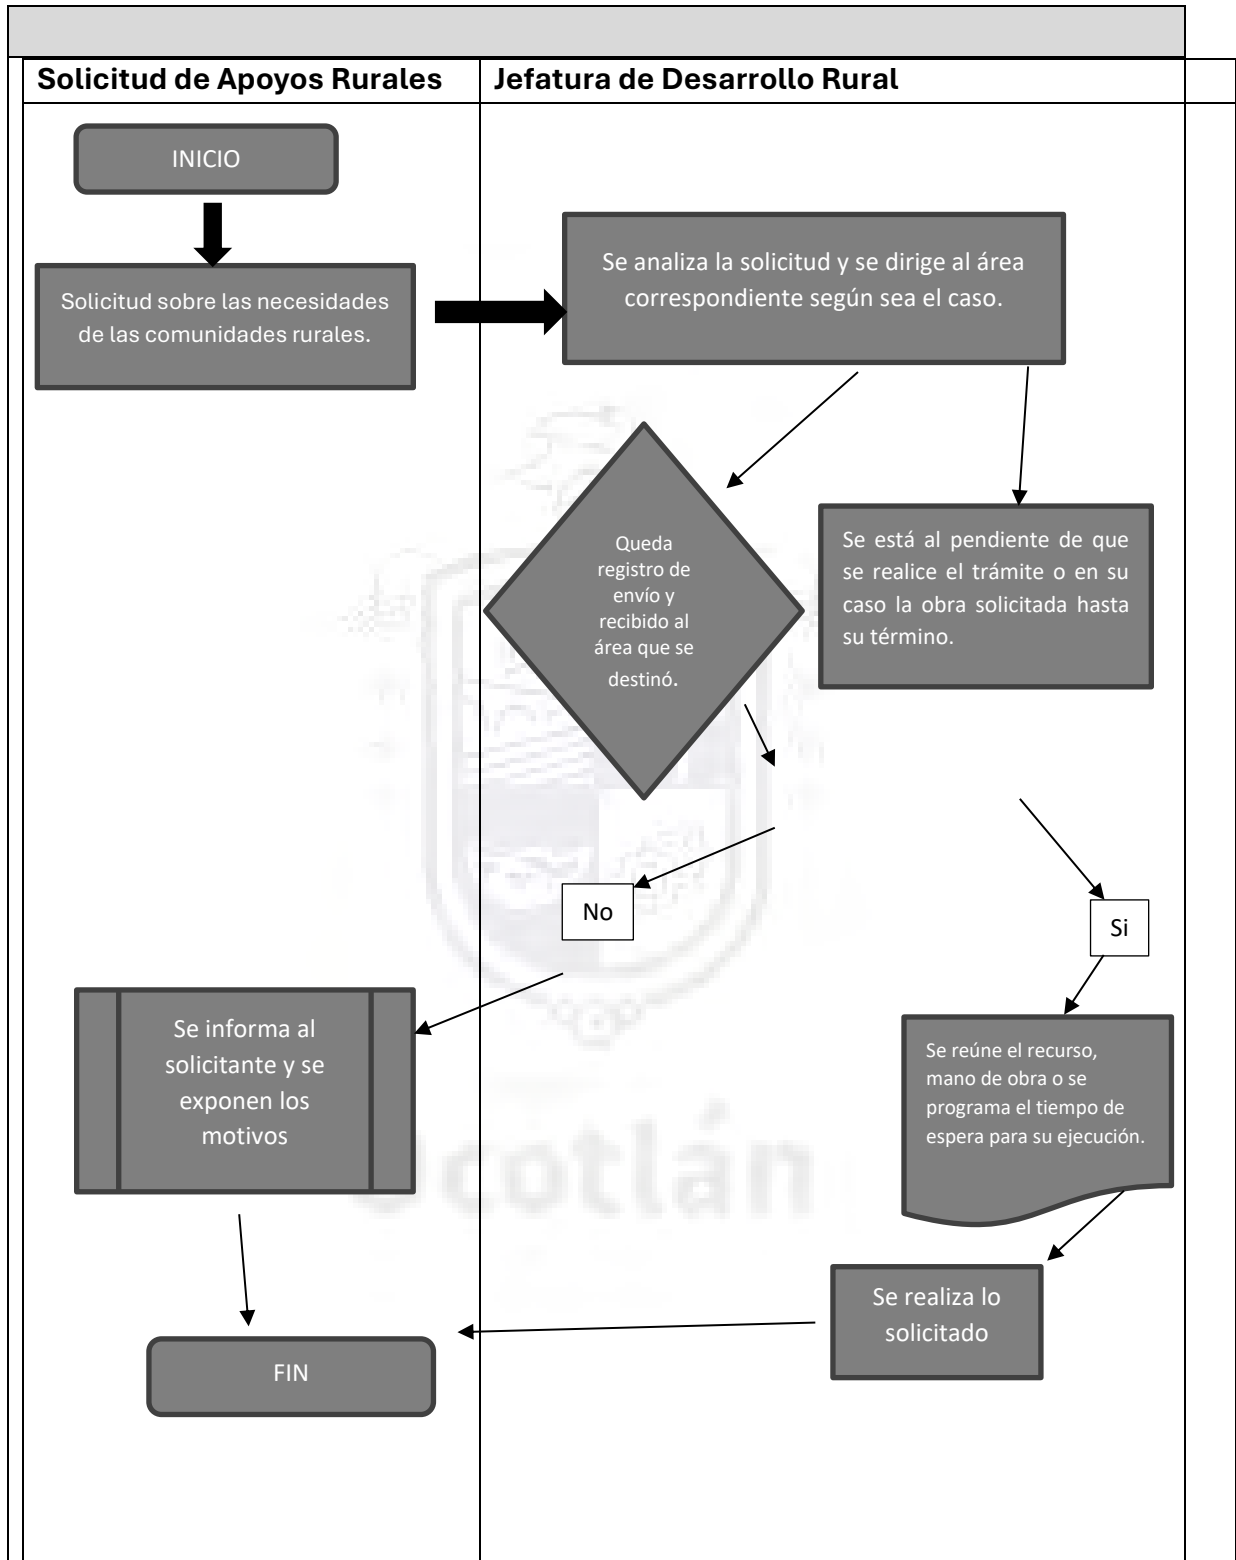 Solicitud de Apoyos Rurales
Jefatura de Desarrollo Rural
INICIO
Solicitud sobre las necesidades
de las comunidades rurales.
Se analiza la solicitud y se dirige al área
correspondiente según sea el caso.
Queda
registro de
envío y
recibido al
área que se
destinó.
Se está al pendiente de que
se realice el trámite o en su
caso la obra solicitada hasta
su término.
No
Si
Se informa al
solicitante y se
exponen los
motivos
Se reúne el recurso,
mano de obra o se
programa el tiempo de
espera para su ejecución.
Ocotlán
Se realiza lo
solicitado
FIN